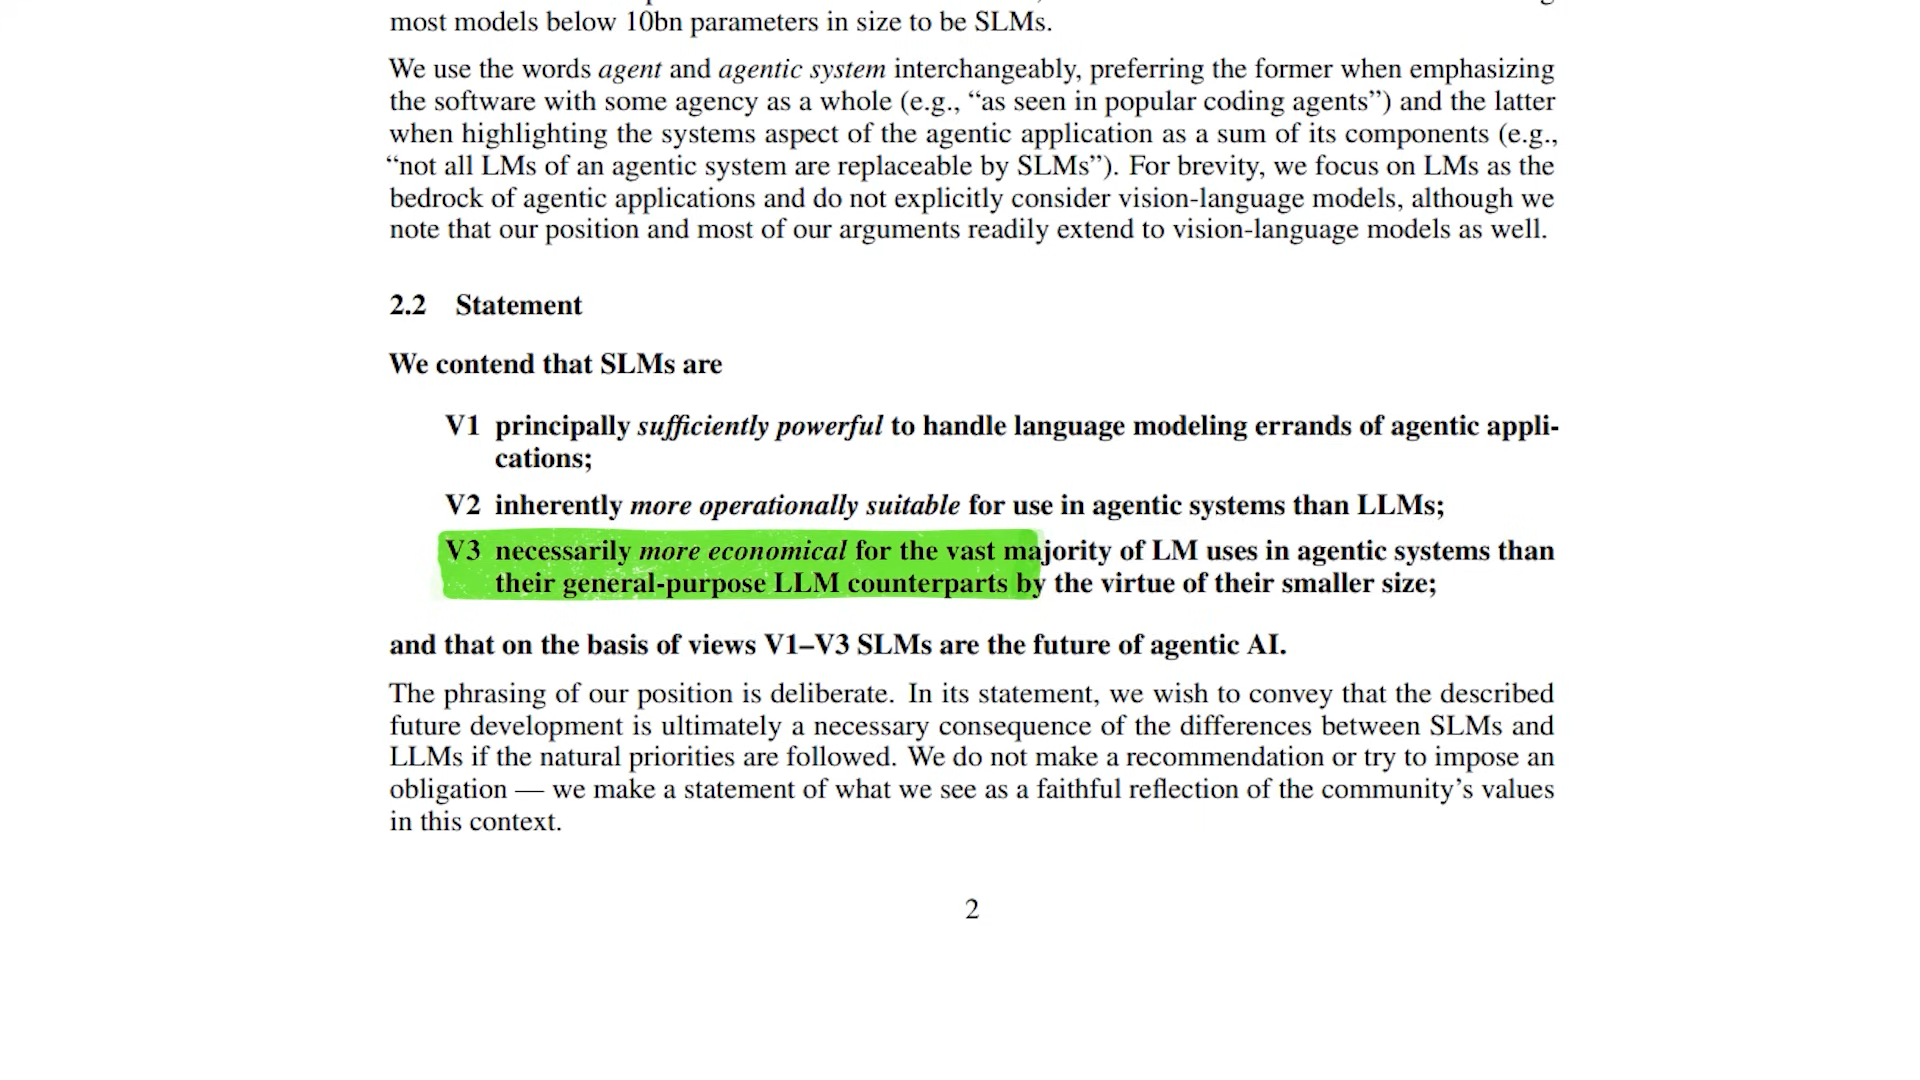 most models below 10bn parameters in size to be SLMs.
We use the words agent and agentic system interchangeably, preferring the former when emphasizing
the software with some agency as a whole (e.g., “as seen in popular coding agents”) and the latter
when highlighting the systems aspect of the agentic application as a sum of its components (e.g.,
“not all LMs of an agentic system are replaceable by SLMs”). For brevity, we focus on LMs as the
bedrock of agentic applications and do not explicitly consider vision-language models, although we
note that our position and most of our arguments readily extend to vision-language models as well.
2.2 Statement
We contend that SLMs are
V1 principally sufficiently powerful to handle language modeling errands of agentic appli-
cations;
V2 inherently more operationally suitable for use in agentic systems than LLMs;
V3 necessarily more economical for the vast majority of LM uses in agentic systems than
their general-purpose LLM counterparts by the virtue of their smaller size;
and that on the basis of views V1–V3 SLMs are the future of agentic AI.
The phrasing of our position is deliberate. In its statement, we wish to convey that the described
future development is ultimately a necessary consequence of the differences between SLMs and
LLMs if the natural priorities are followed. We do not make a recommendation or try to impose an
obligation — we make a statement of what we see as a faithful reflection of the community’s values
in this context.
2